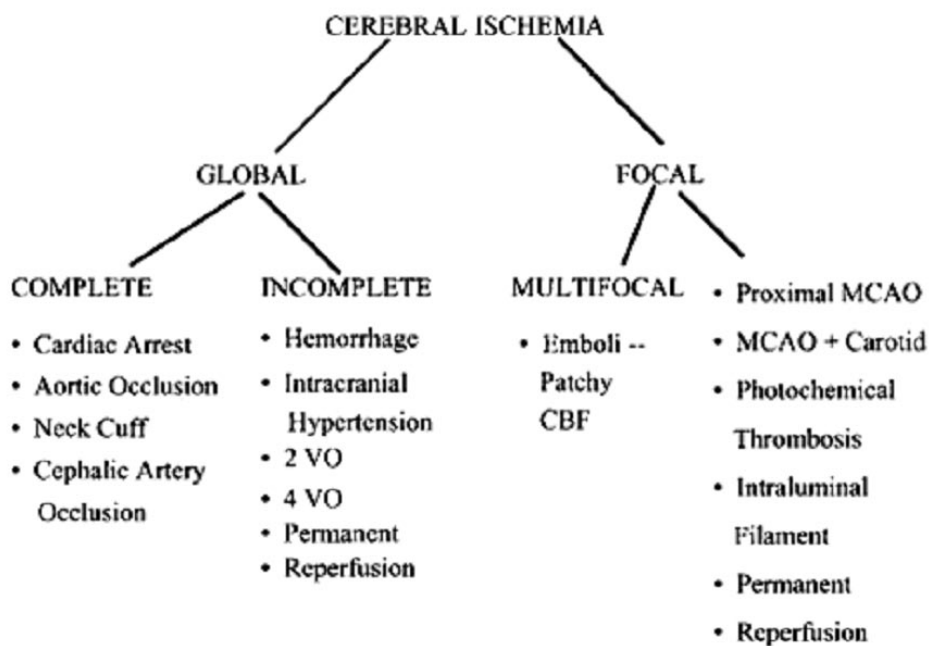 CEREBRAL ISCHEMIA
GLOBAL
FOCAL
COMPLETE
• Cardiac Arrest
• Aortic Occlusion
• Neck Cuff
• Cephalic Artery
Occlusion
INCOMPLETE
• Hemorrhage
• Intracranial
Hypertension
• 2 VO
• 4 VO
• Permanent
• Reperfusion
MULTIFOCAL
• Emboli --
Patchy
CBF
• Proximal MCAO
• MCAO + Carotid
• Photochemical
Thrombosis
• Intraluminal
Filament
• Permanent
• Reperfusion